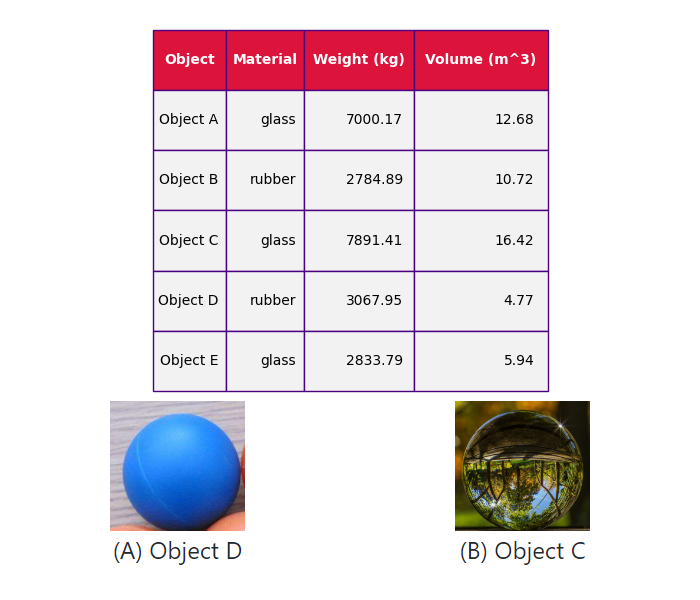 Object Material Weight (kg) Volume (m^3)
Object A glass 7000.17 12.68
Object B rubber 2784.89 10.72
Object C glass 7891.41 16.42
Object D rubber 3067.95 4.77
Object E glass 2833.79 5.94
(A) Object D (B) Object C